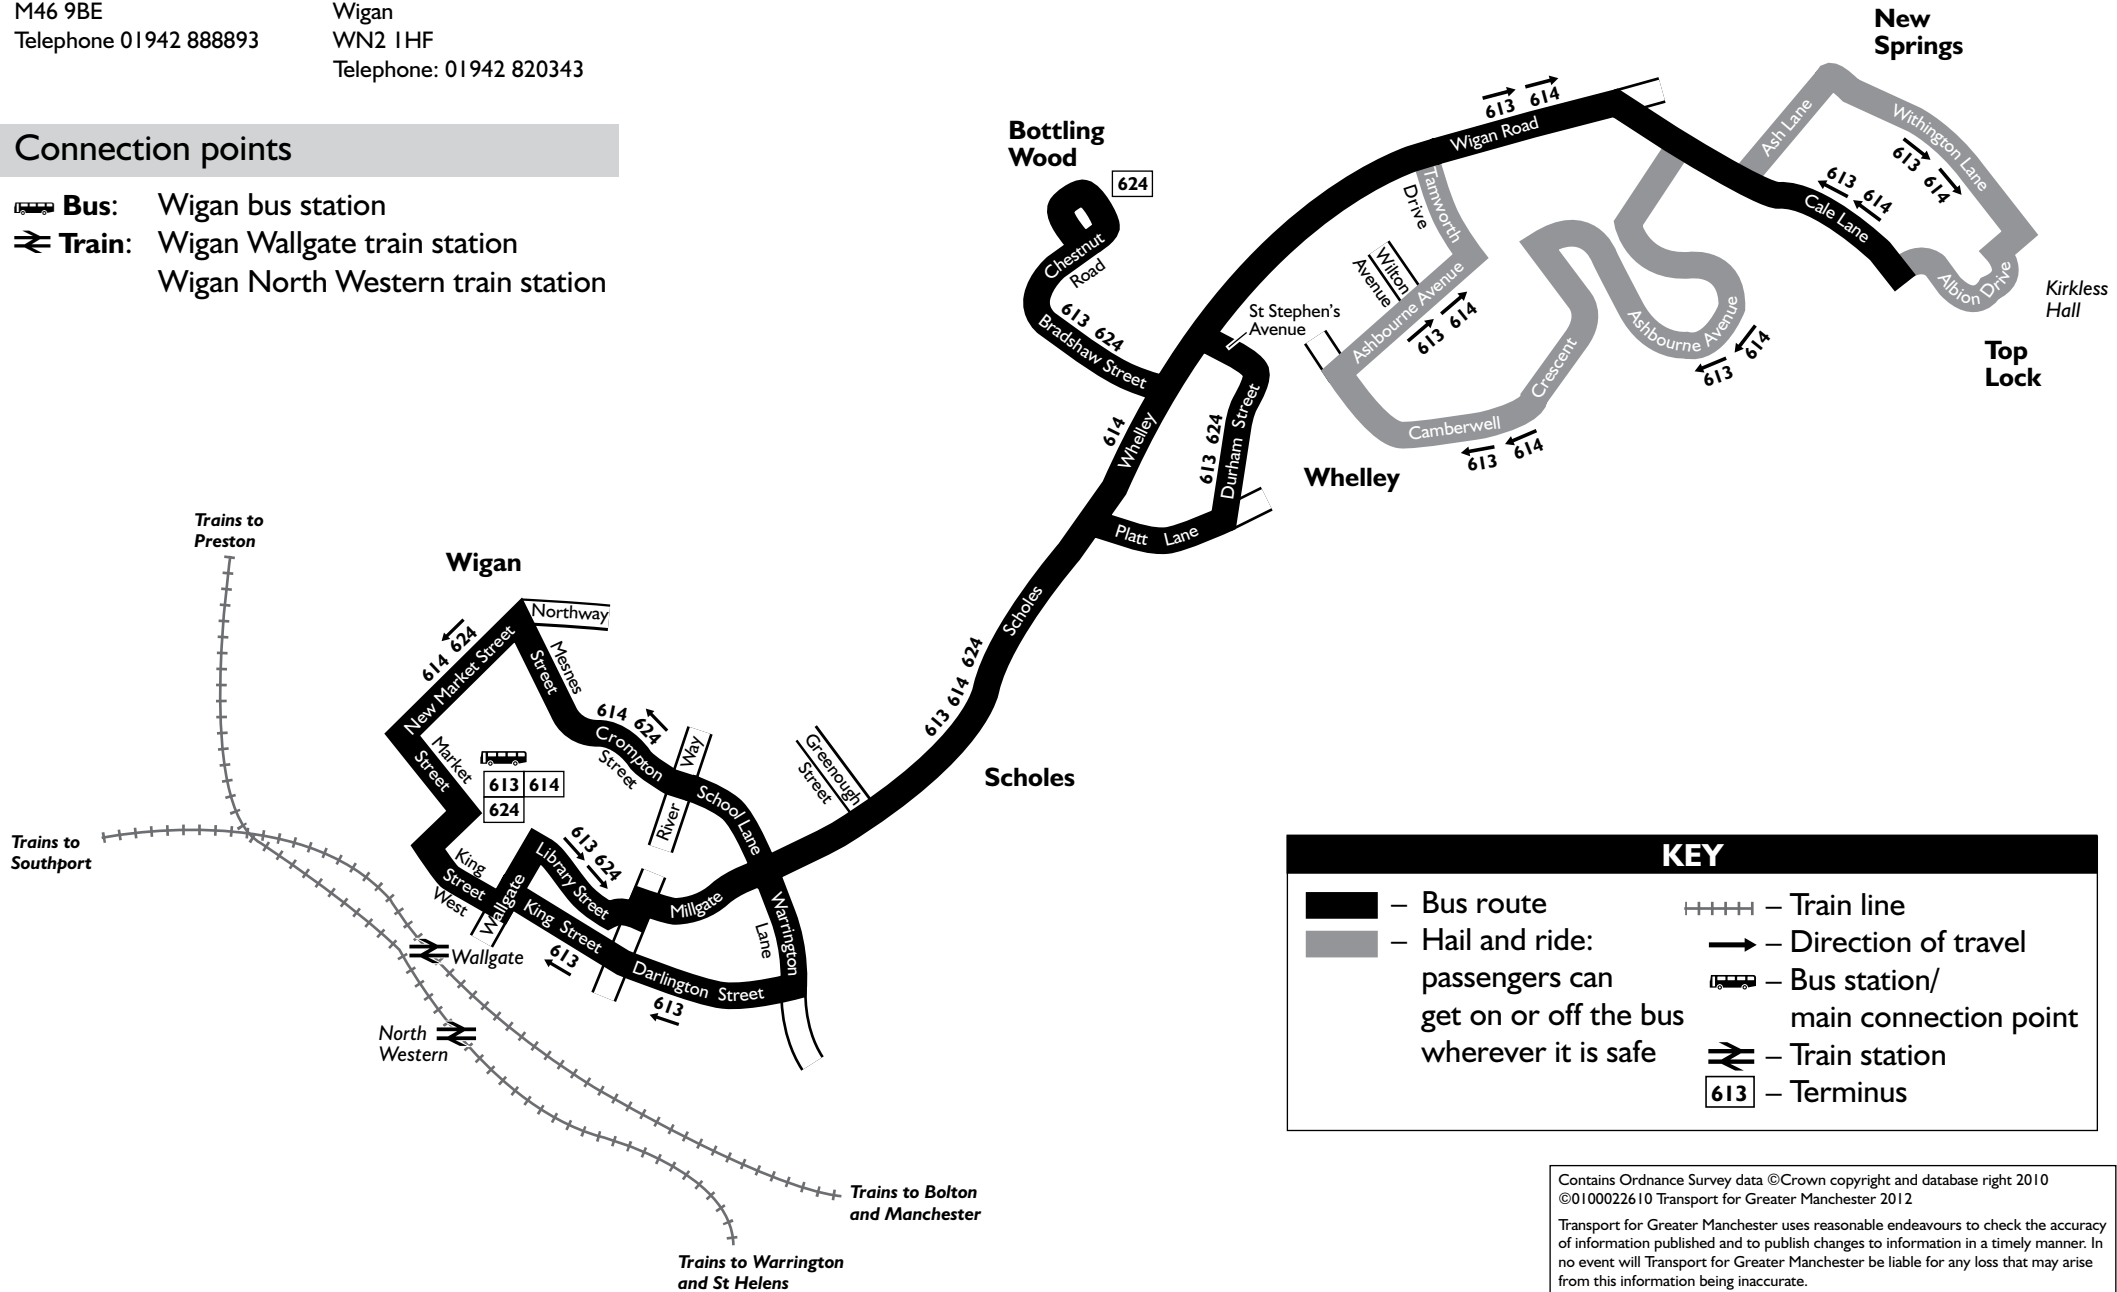 M46 9BE
Telephone 01942 888893
Wigan
WN2 1HF
Telephone: 01942 820343
Connection points
Bus: Wigan bus station
Train: Wigan Wallgate train station
Wigan North Western train station
New
Springs
Bottling
Wood
624
613 614
Wigan Road
Ash Lane
Withington Lane
613 614
613 614
Cale Lane
Albion Drive
Kirkless
Hall
Top
Lock
Chestnut
Road
613 624
Bradshaw Street
Tamworth
Drive
Wilton
Avenue
St Stephen's
Avenue
Ashbourne Avenue
613 614
Ashbourne Avenue
614
613
Crescent
Camberwell
613 614
614
Whelley
613 624
Durham Street
Whelley
Platt Lane
Trains to
Preston
Wigan
Northway
614 624
New Market Street
Mesnes
Street
Scholes
613 614 624
614 624
Crompton
Street
Way
River
School Lane
Greenough
Street
Scholes
Market
Street
613 614
624
Trains to
Southport
King
Street
West
Wallgate
Library Street
613 624
Millgate
King Street
613
Warrington
Lane
Darlington Street
613
Wallgate
North
Western
Trains to Bolton
and Manchester
Trains to Warrington
and St Helens
KEY
– Bus route
– Hail and ride:
passengers can
get on or off the bus
wherever it is safe
– Train line
– Direction of travel
– Bus station/
main connection point
– Train station
613 – Terminus
Contains Ordnance Survey data ©Crown copyright and database right 2010
©0100022610 Transport for Greater Manchester 2012
Transport for Greater Manchester uses reasonable endeavours to check the accuracy
of information published and to publish changes to information in a timely manner. In
no event will Transport for Greater Manchester be liable for any loss that may arise
from this information being inaccurate.